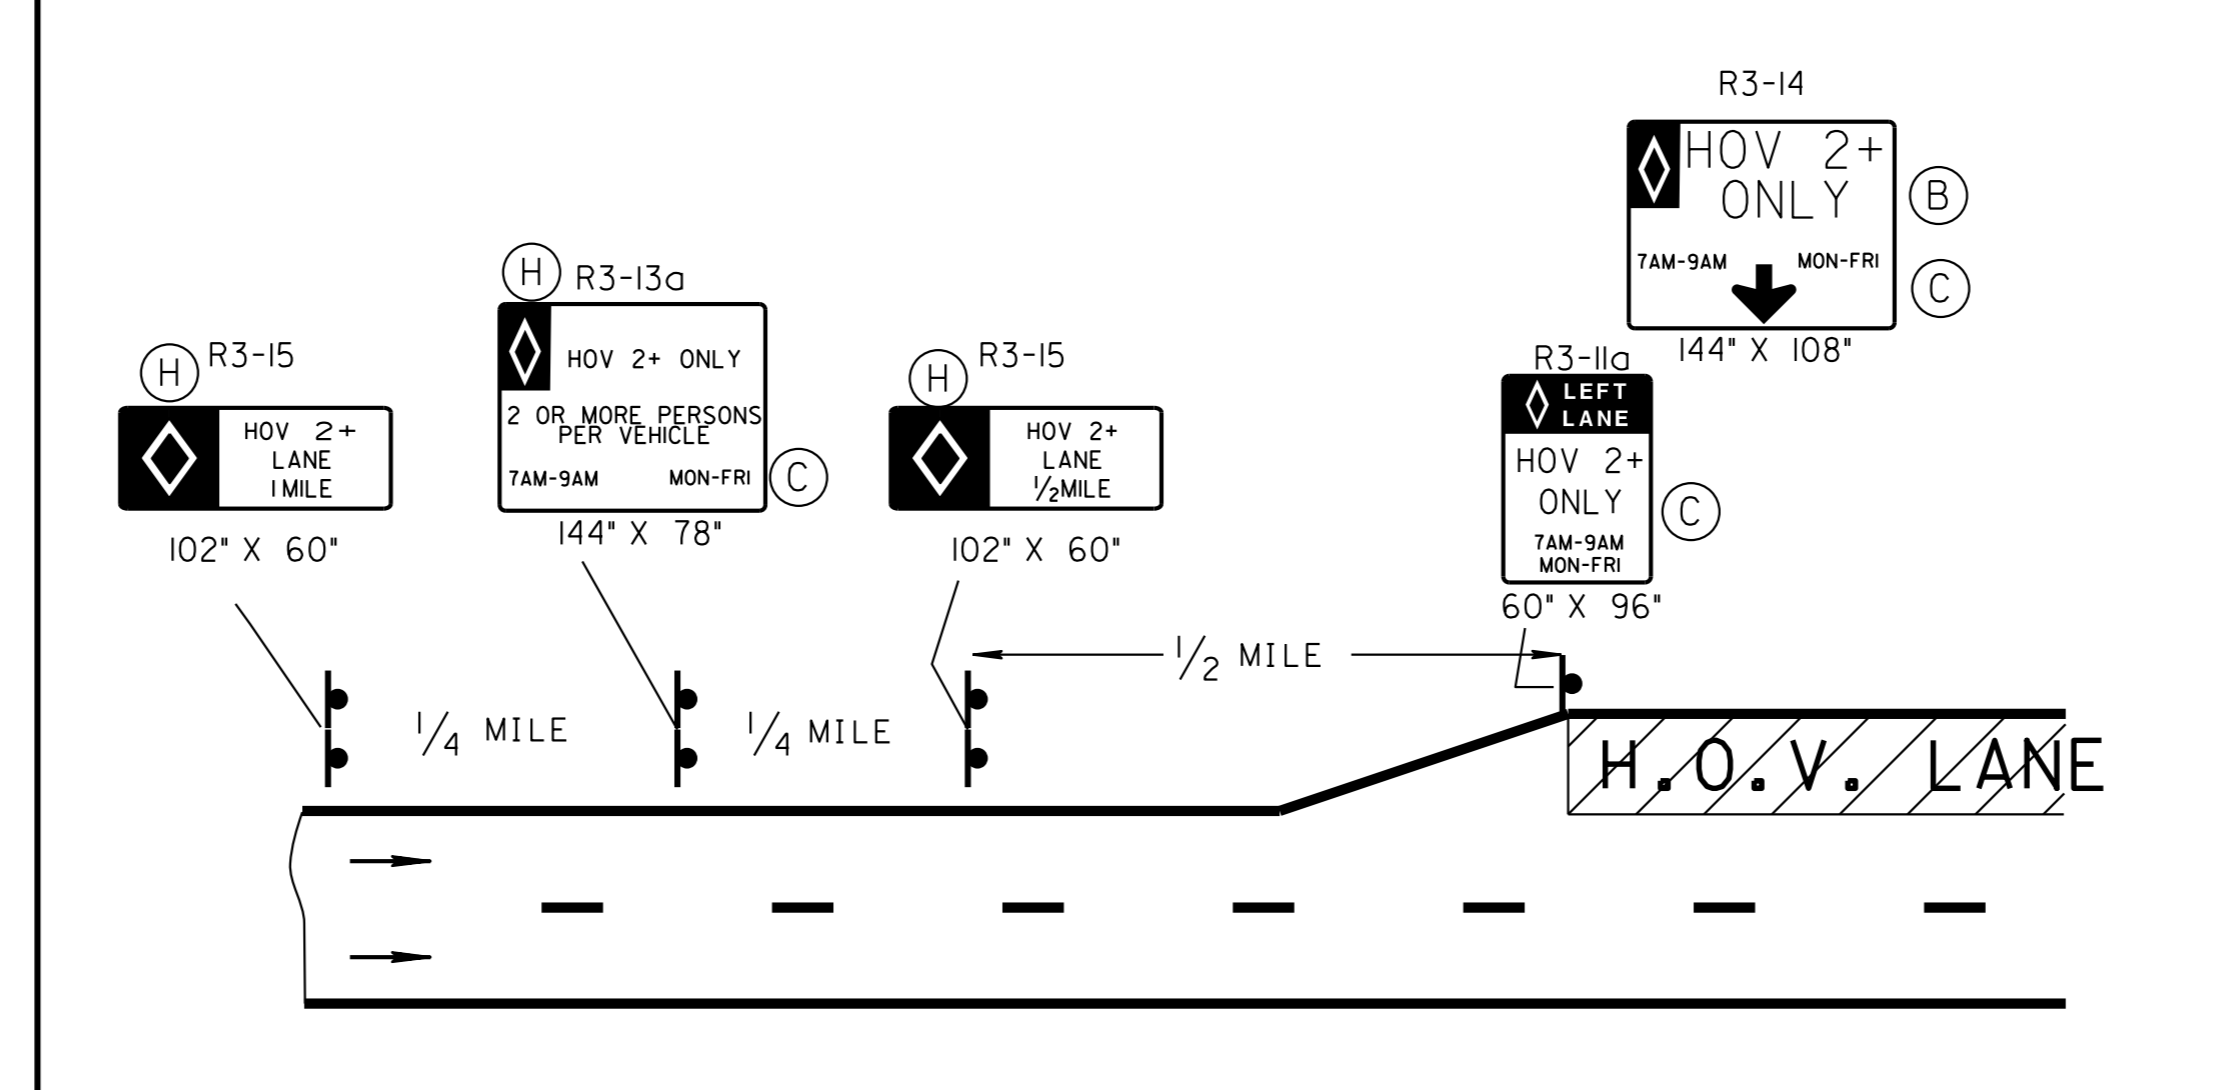 H R3-15
HOV 2+
LANE
1 MILE
102" X 60"
H R3-13a
HOV 2+ ONLY
2 OR MORE PERSONS
PER VEHICLE
7AM-9AM MON-FRI
C
144" X 78"
H R3-15
HOV 2+
LANE
1/2 MILE
102" X 60"
R3-11a
LEFT
LANE
HOV 2+
ONLY
7AM-9AM
MON-FRI
C
60" X 96"
R3-14
HOV 2+
ONLY
B
7AM-9AM MON-FRI
C
144" X 108"
1/4 MILE
1/4 MILE
1/2 MILE
H.O.V. LANE